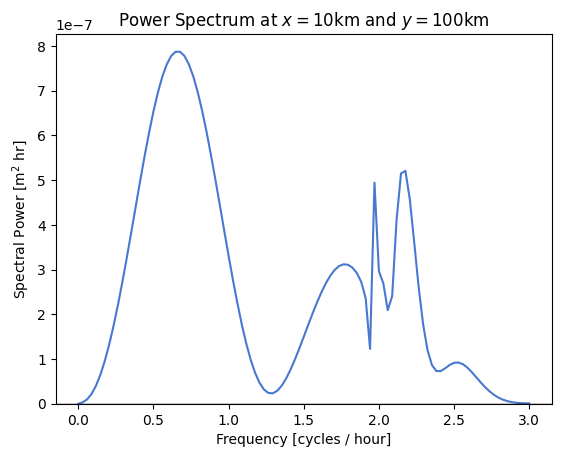 Power Spectrum at x = 10km and y = 100km
1e−7
8
7
6
5
4
3
2
1
0
Spectral Power [m² hr]
0.0 0.5 1.0 1.5 2.0 2.5 3.0
Frequency [cycles / hour]